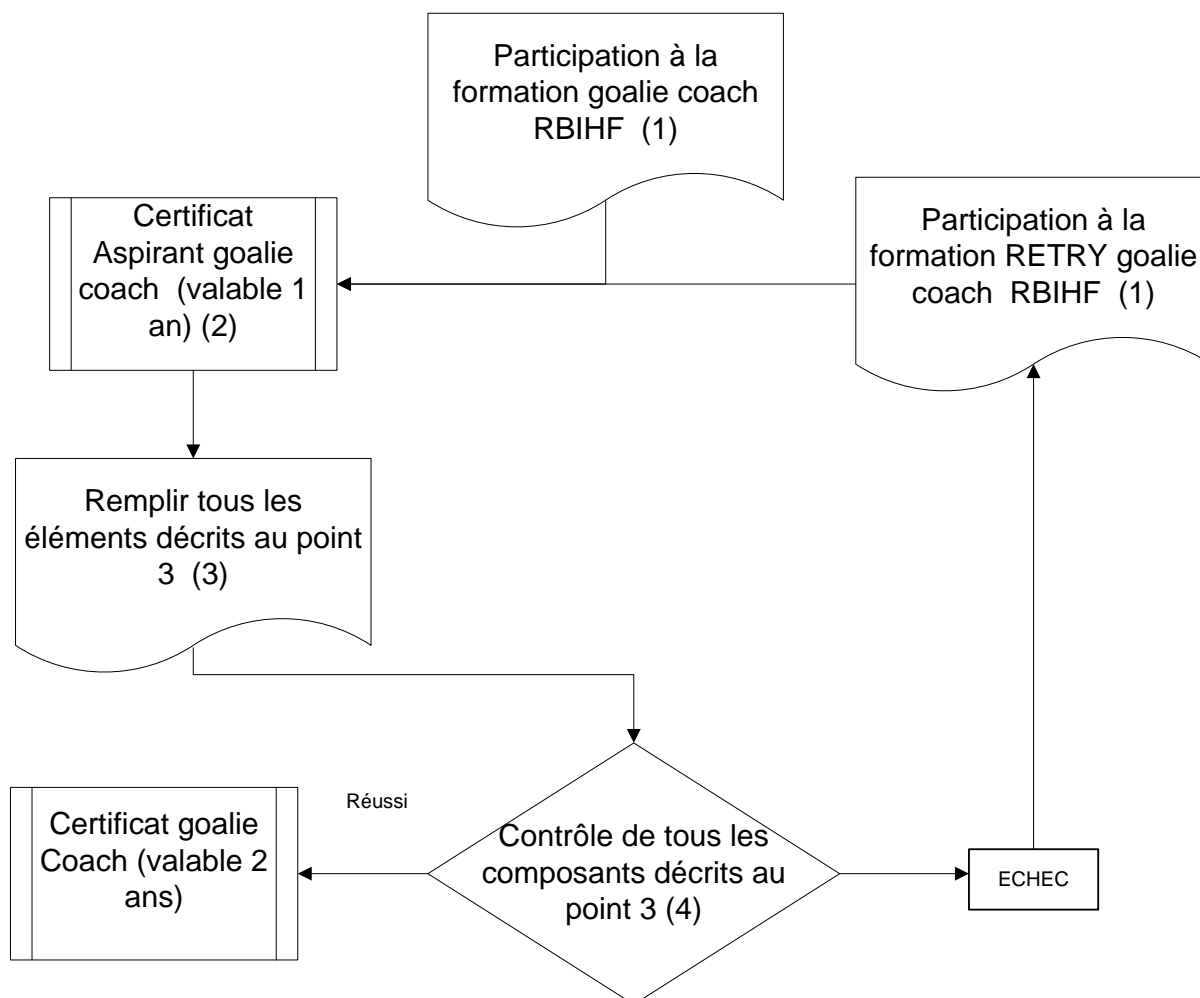 Participation à la
formation goalie coach
RBIHF (1)
Participation à la
formation RETRY goalie
coach RBIHF (1)
Certificat
Aspirant goalie
coach (valable 1
an) (2)
Remplir tous les
éléments décrits au point
3 (3)
Réussi
Certificat goalie
Coach (valable 2
ans)
Contrôle de tous les
composants décrits au
point 3 (4)
ECHEC